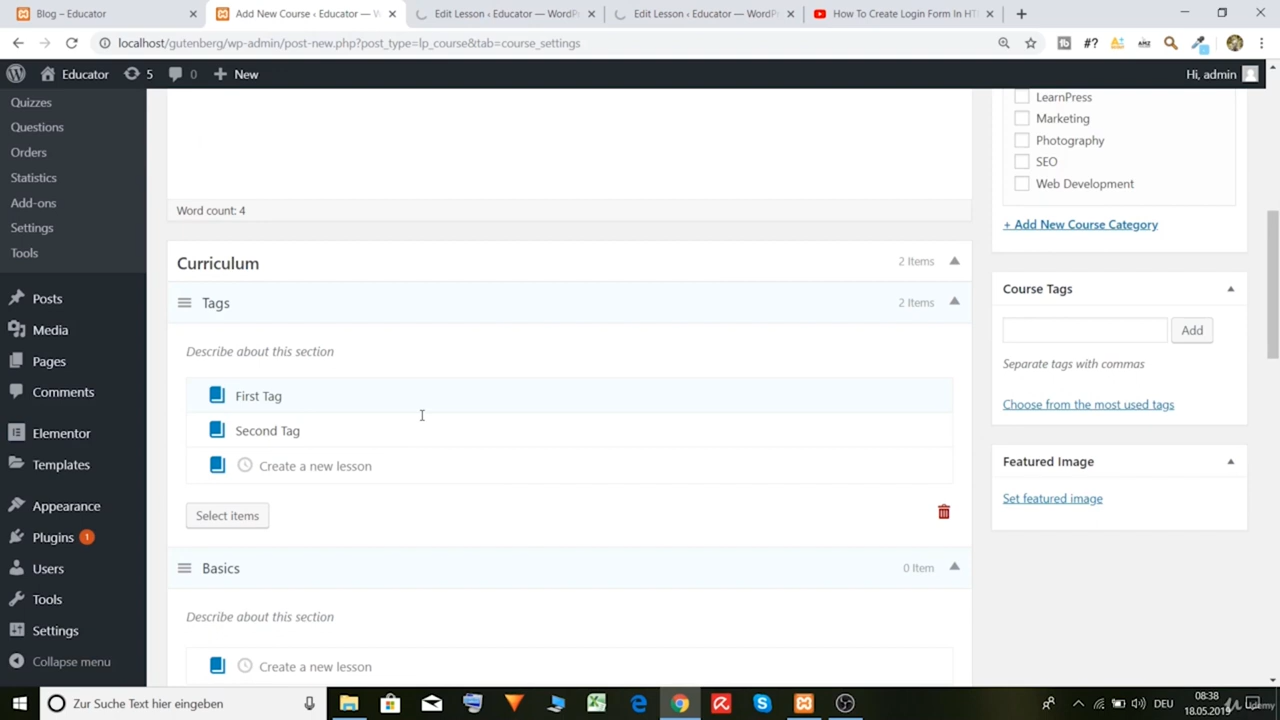 Blog – Educator
Add New Course ‹ Educator — W
Edit Lesson ‹ Educator — WordPr
Edit Lesson ‹ Educator — WordPr
How To Create Login Form In HT
localhost/gutenberg/wp-admin/post-new.php?post_type=lp_course&tab=course_settings
#?
Educator
5
0
New
Hi, admin
Quizzes
Questions
Orders
Statistics
Add-ons
Settings
Tools
Posts
Media
Pages
Comments
Elementor
Templates
Appearance
Plugins 1
Users
Tools
Settings
Collapse menu
Word count: 4
Curriculum
2 Items
Tags
2 Items
Describe about this section
First Tag
Second Tag
Create a new lesson
Select items
Basics
0 Item
Describe about this section
Create a new lesson
LearnPress
Marketing
Photography
SEO
Web Development
+ Add New Course Category
Course Tags
Add
Separate tags with commas
Choose from the most used tags
Featured Image
Set featured image
Zur Suche Text hier eingeben
DEU
08:38
18.05.2019
Udemy